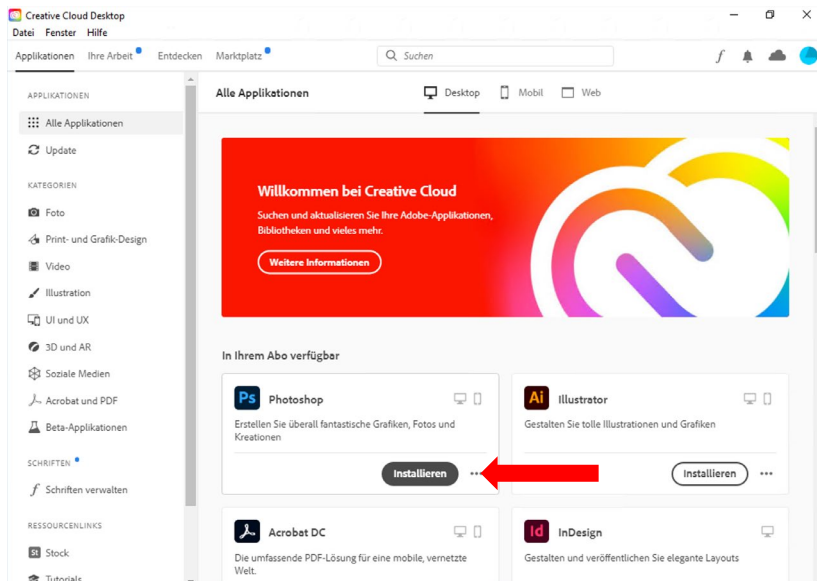 Creative Cloud Desktop
Datei Fenster Hilfe
Applikationen Ihre Arbeit Entdecken Marktplatz Suchen
APPLIKATIONEN
Alle Applikationen
Update
KATEGORIEN
Foto
Print- und Grafik-Design
Video
Illustration
UI und UX
3D und AR
Soziale Medien
Acrobat und PDF
Beta-Applikationen
SCHRIFTEN
Schriften verwalten
RESSOURCENLINKS
St Stock
Tutorials
Alle Applikationen Desktop Mobil Web
Willkommen bei Creative Cloud
Suchen und aktualisieren Sie Ihre Adobe-Applikationen,
Bibliotheken und vieles mehr.
Weitere Informationen
In Ihrem Abo verfügbar
Ps Photoshop
Erstellen Sie überall fantastische Grafiken, Fotos und
Kreationen
Installieren
Ai Illustrator
Gestalten Sie tolle Illustrationen und Grafiken
Installieren
Acrobat DC
Die umfassende PDF-Lösung für eine mobile, vernetzte
Welt.
Id InDesign
Gestalten und veröffentlichen Sie elegante Layouts